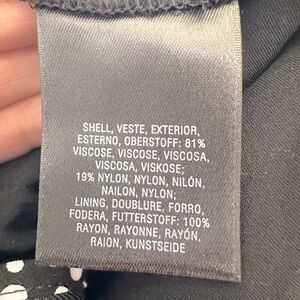 SHELL, VESTE, EXTERIOR,
ESTERNO, OBERSTOFF: 81%
VISCOSE, VISCOSE, VISCOSA,
VISCOSA, VISKOSE;
19% NYLON, NYLON, NILÓN,
NAILON, NYLON;
LINING, DOUBLURE, FORRO,
FODERA, FUTTERSTOFF: 100%
RAYON, RAYONNE, RAYÓN,
RAION, KUNSTSEIDE